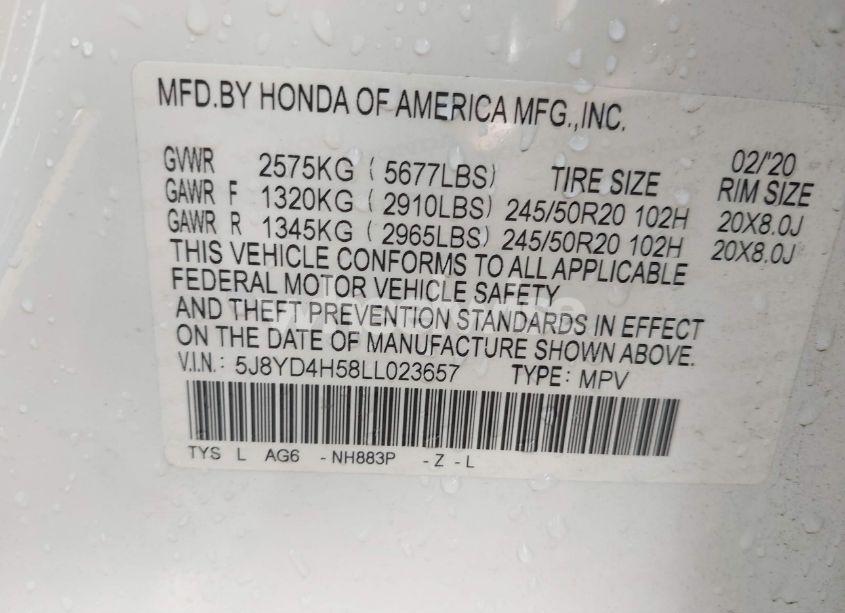 MFD.BY HONDA OF AMERICA MFG.,INC.
GVWR 2575KG ( 5677LBS) TIRE SIZE 02/'20 RIM SIZE
GAWR F 1320KG ( 2910LBS) 245/50R20 102H 20X8.0J
GAWR R 1345KG ( 2965LBS) 245/50R20 102H 20X8.0J
THIS VEHICLE CONFORMS TO ALL APPLICABLE
FEDERAL MOTOR VEHICLE SAFETY
AND THEFT PREVENTION STANDARDS IN EFFECT
ON THE DATE OF MANUFACTURE SHOWN ABOVE.
V.I.N.: 5J8YD4H58LL023657 TYPE: MPV
TYS L AG6 -NH883P -Z -L